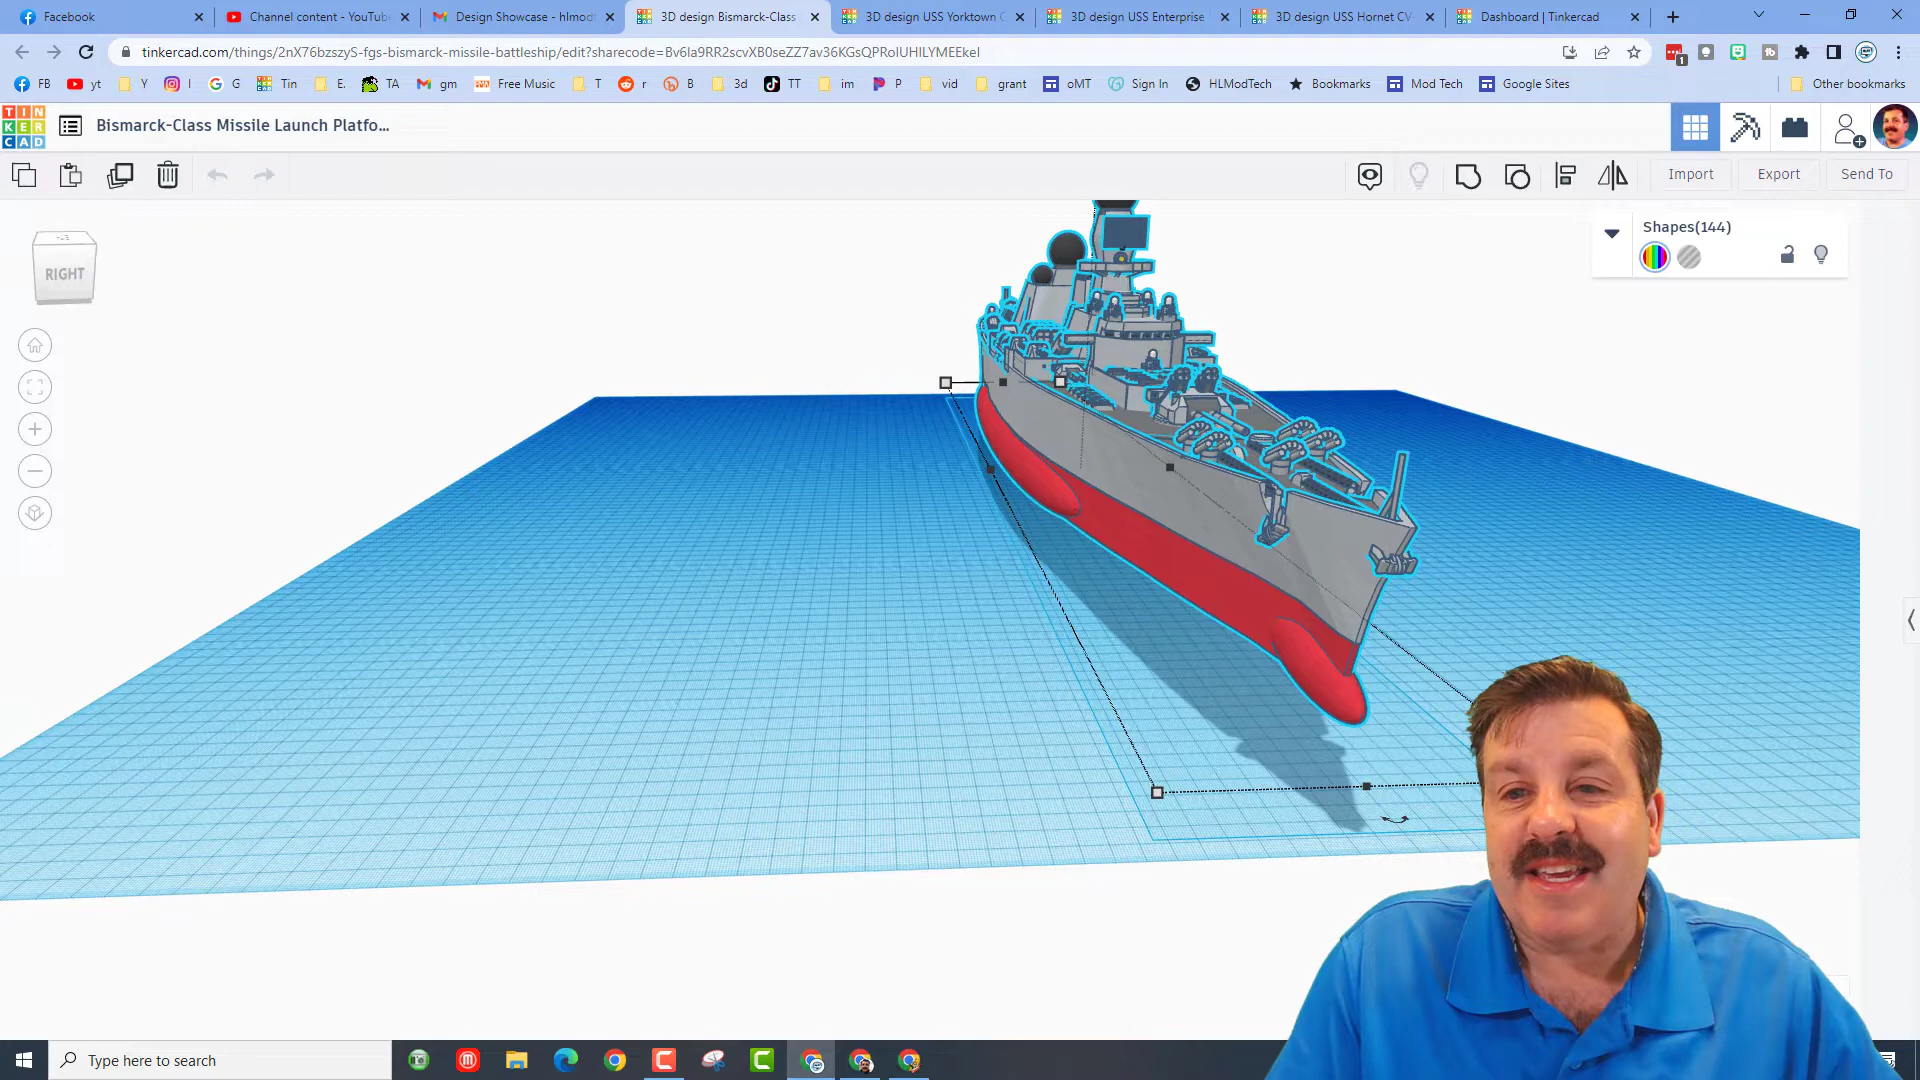 Facebook
Channel content - YouTub
Design Showcase - hlmodt
3D design Bismarck-Class
3D design USS Yorktown C
3D design USS Enterprise
3D design USS Hornet CV-
Dashboard | Tinkercad
tinkercad.com/things/2nX76bzszyS-fgs-bismarck-missile-battleship/edit?sharecode=Bv6la9RR2scvXB0seZZ7av36KGsQPRolUHlLYMEEkeI
1
FB
yt
Y
I
G
Tin
E.
TA
gm
Free Music
T
r
B
3d
TT
im
P
vid
grant
oMT
Sign In
HLModTech
Bookmarks
Mod Tech
Google Sites
Other bookmarks
TIN
KER
CAD
Bismarck-Class Missile Launch Platfo...
Import
Export
Send To
Shapes(144)
RIGHT
Type here to search